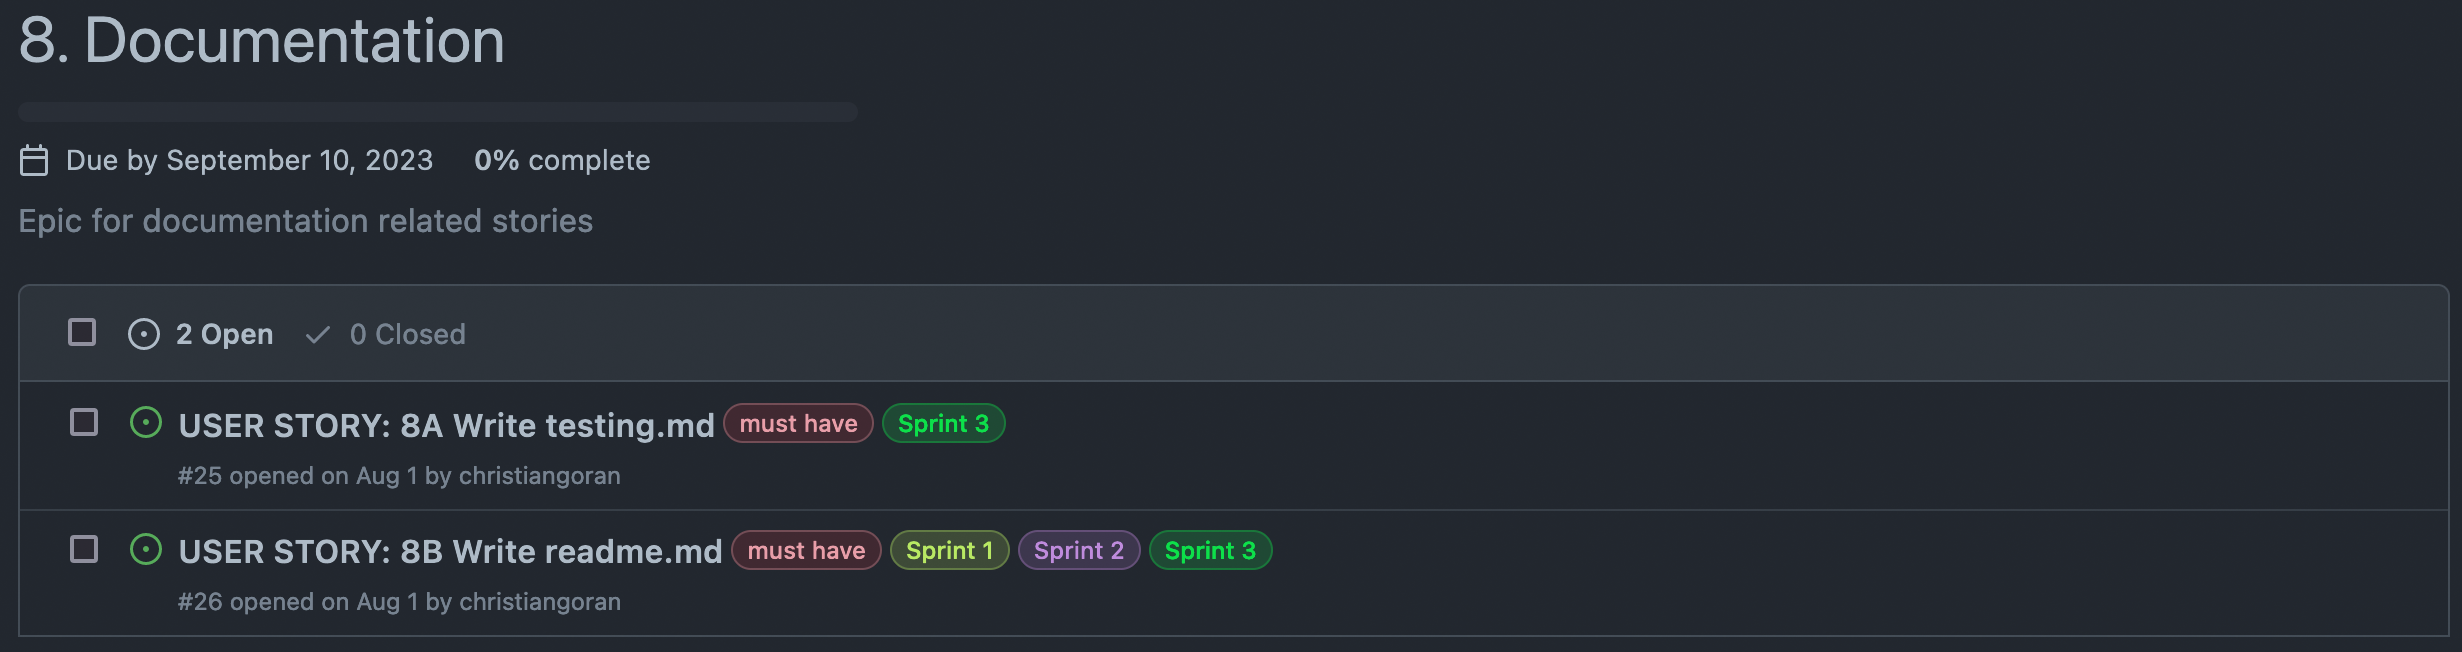 8. Documentation
Due by September 10, 2023 0% complete
Epic for documentation related stories
2 Open 0 Closed
USER STORY: 8A Write testing.md must have Sprint 3
#25 opened on Aug 1 by christiangoran
USER STORY: 8B Write readme.md must have Sprint 1 Sprint 2 Sprint 3
#26 opened on Aug 1 by christiangoran